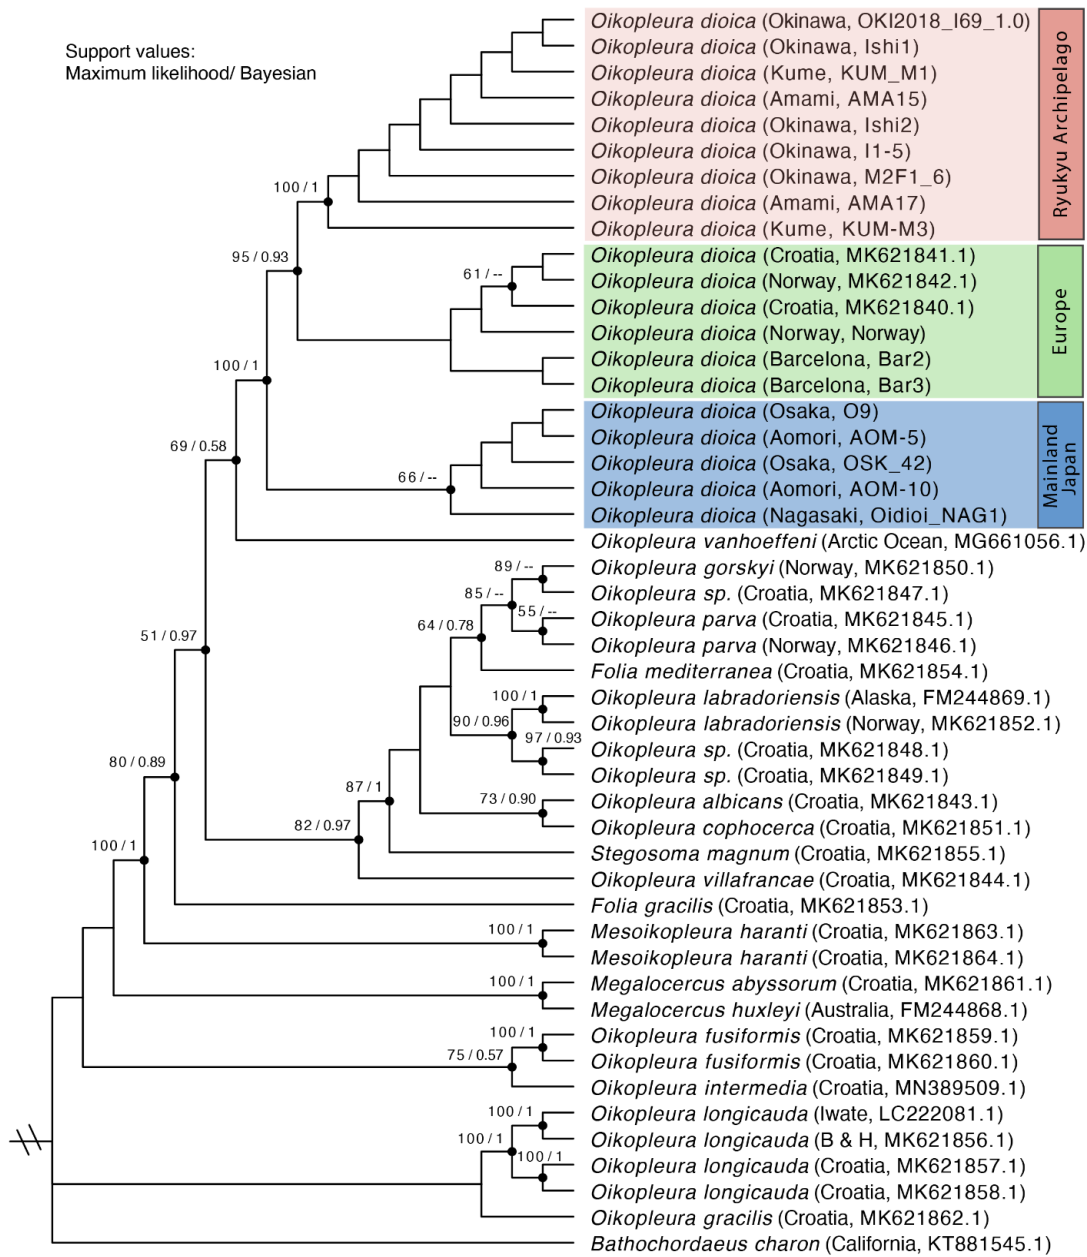 Support values:
Maximum likelihood/ Bayesian
Oikopleura dioica (Okinawa, OKI2018_I69_1.0)
Oikopleura dioica (Okinawa, Ishi1)
Oikopleura dioica (Kume, KUM_M1)
Oikopleura dioica (Amami, AMA15)
Oikopleura dioica (Okinawa, Ishi2)
Oikopleura dioica (Okinawa, I1-5)
Oikopleura dioica (Okinawa, M2F1_6)
Oikopleura dioica (Amami, AMA17)
Oikopleura dioica (Kume, KUM-M3)
Ryukyu Archipelago
100 / 1
95 / 0.93
Oikopleura dioica (Croatia, MK621841.1)
Oikopleura dioica (Norway, MK621842.1)
Oikopleura dioica (Croatia, MK621840.1)
Oikopleura dioica (Norway, Norway)
Oikopleura dioica (Barcelona, Bar2)
Oikopleura dioica (Barcelona, Bar3)
Europe
61 / --
100 / 1
Oikopleura dioica (Osaka, O9)
Oikopleura dioica (Aomori, AOM-5)
Oikopleura dioica (Osaka, OSK_42)
Oikopleura dioica (Aomori, AOM-10)
Oikopleura dioica (Nagasaki, Oidioi_NAG1)
Mainland
Japan
69 / 0.58
66 / --
Oikopleura vanhoeffeni (Arctic Ocean, MG661056.1)
89 / --
Oikopleura gorskyi (Norway, MK621850.1)
85 / --
Oikopleura sp. (Croatia, MK621847.1)
55 / --
Oikopleura parva (Croatia, MK621845.1)
64 / 0.78
Oikopleura parva (Norway, MK621846.1)
51 / 0.97
Folia mediterranea (Croatia, MK621854.1)
100 / 1
Oikopleura labradoriensis (Alaska, FM244869.1)
90 / 0.96
Oikopleura labradoriensis (Norway, MK621852.1)
97 / 0.93
Oikopleura sp. (Croatia, MK621848.1)
Oikopleura sp. (Croatia, MK621849.1)
80 / 0.89
87 / 1
73 / 0.90
Oikopleura albicans (Croatia, MK621843.1)
82 / 0.97
Oikopleura cophocerca (Croatia, MK621851.1)
100 / 1
Stegosoma magnum (Croatia, MK621855.1)
Oikopleura villafrancae (Croatia, MK621844.1)
Folia gracilis (Croatia, MK621853.1)
100 / 1
Mesoikopleura haranti (Croatia, MK621863.1)
Mesoikopleura haranti (Croatia, MK621864.1)
100 / 1
Megalocercus abyssorum (Croatia, MK621861.1)
Megalocercus huxleyi (Australia, FM244868.1)
100 / 1
Oikopleura fusiformis (Croatia, MK621859.1)
75 / 0.57
Oikopleura fusiformis (Croatia, MK621860.1)
Oikopleura intermedia (Croatia, MN389509.1)
100 / 1
Oikopleura longicauda (Iwate, LC222081.1)
100 / 1
Oikopleura longicauda (B & H, MK621856.1)
100 / 1
Oikopleura longicauda (Croatia, MK621857.1)
Oikopleura longicauda (Croatia, MK621858.1)
Oikopleura gracilis (Croatia, MK621862.1)
Bathochordaeus charon (California, KT881545.1)